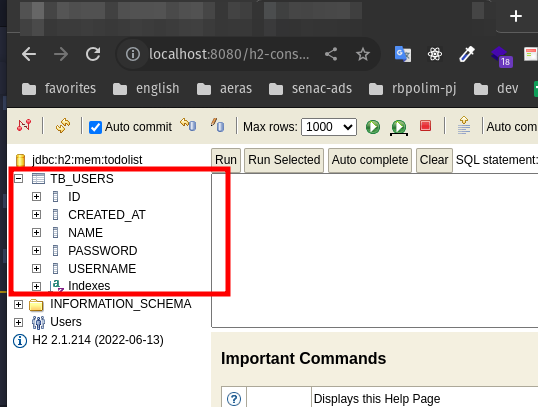 localhost:8080/h2-cons...
18
favorites english aeras senac-ads rbpolim-pj dev
Auto commit Max rows: 1000 Auto com
jdbc:h2:mem:todolist
Run Run Selected Auto complete Clear SQL statement:
TB_USERS
ID
CREATED_AT
NAME
PASSWORD
USERNAME
Indexes
INFORMATION_SCHEMA
Users
H2 2.1.214 (2022-06-13)
Important Commands
? Displays this Help Page